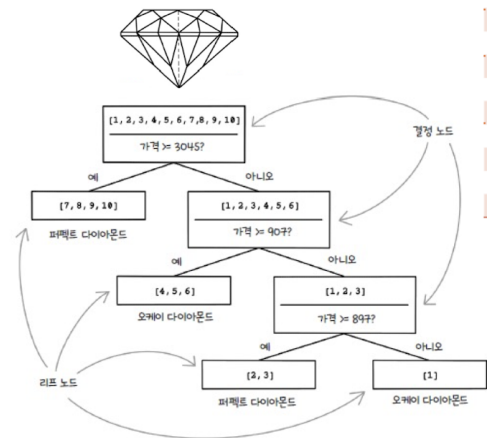 [1,2,3,4,5,6,7,8,9,10]
가격 >= 3045?
결정 노드
예
아니오
[7,8,9,10]
퍼펙트 다이아몬드
[1,2,3,4,5,6]
가격 >= 907?
예
아니오
[4,5,6]
오케이 다이아몬드
[1,2,3]
가격 >= 897?
예
아니오
리프 노드
[2,3]
퍼펙트 다이아몬드
[1]
오케이 다이아몬드